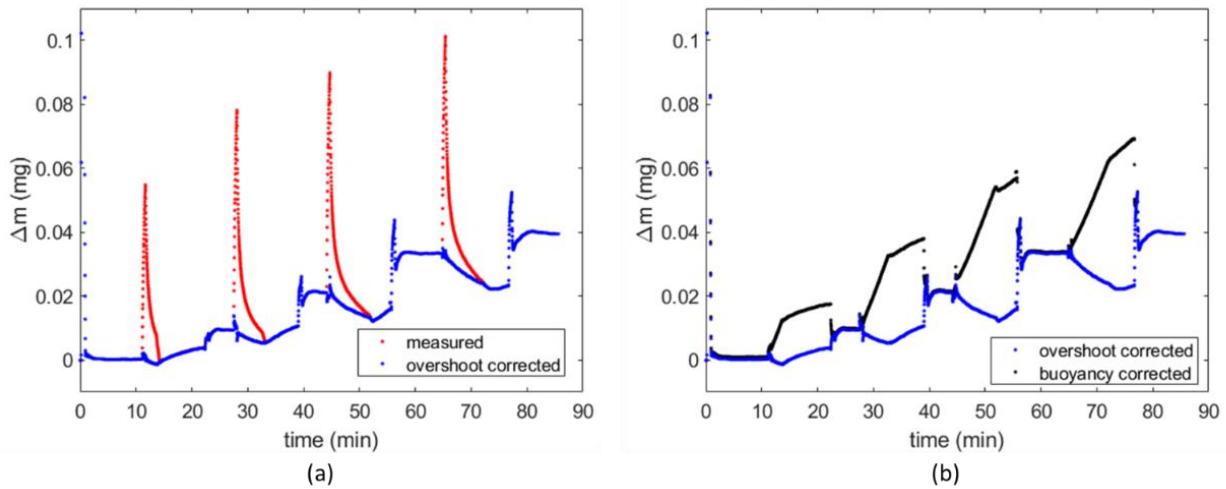 0.1
0.08
0.06
0.04
0.02
0
Δm (mg)
measured
overshoot corrected
0 10 20 30 40 50 60 70 80 90
time (min)
(a)
0.1
0.08
0.06
0.04
0.02
0
Δm (mg)
overshoot corrected
buoyancy corrected
0 10 20 30 40 50 60 70 80 90
time (min)
(b)